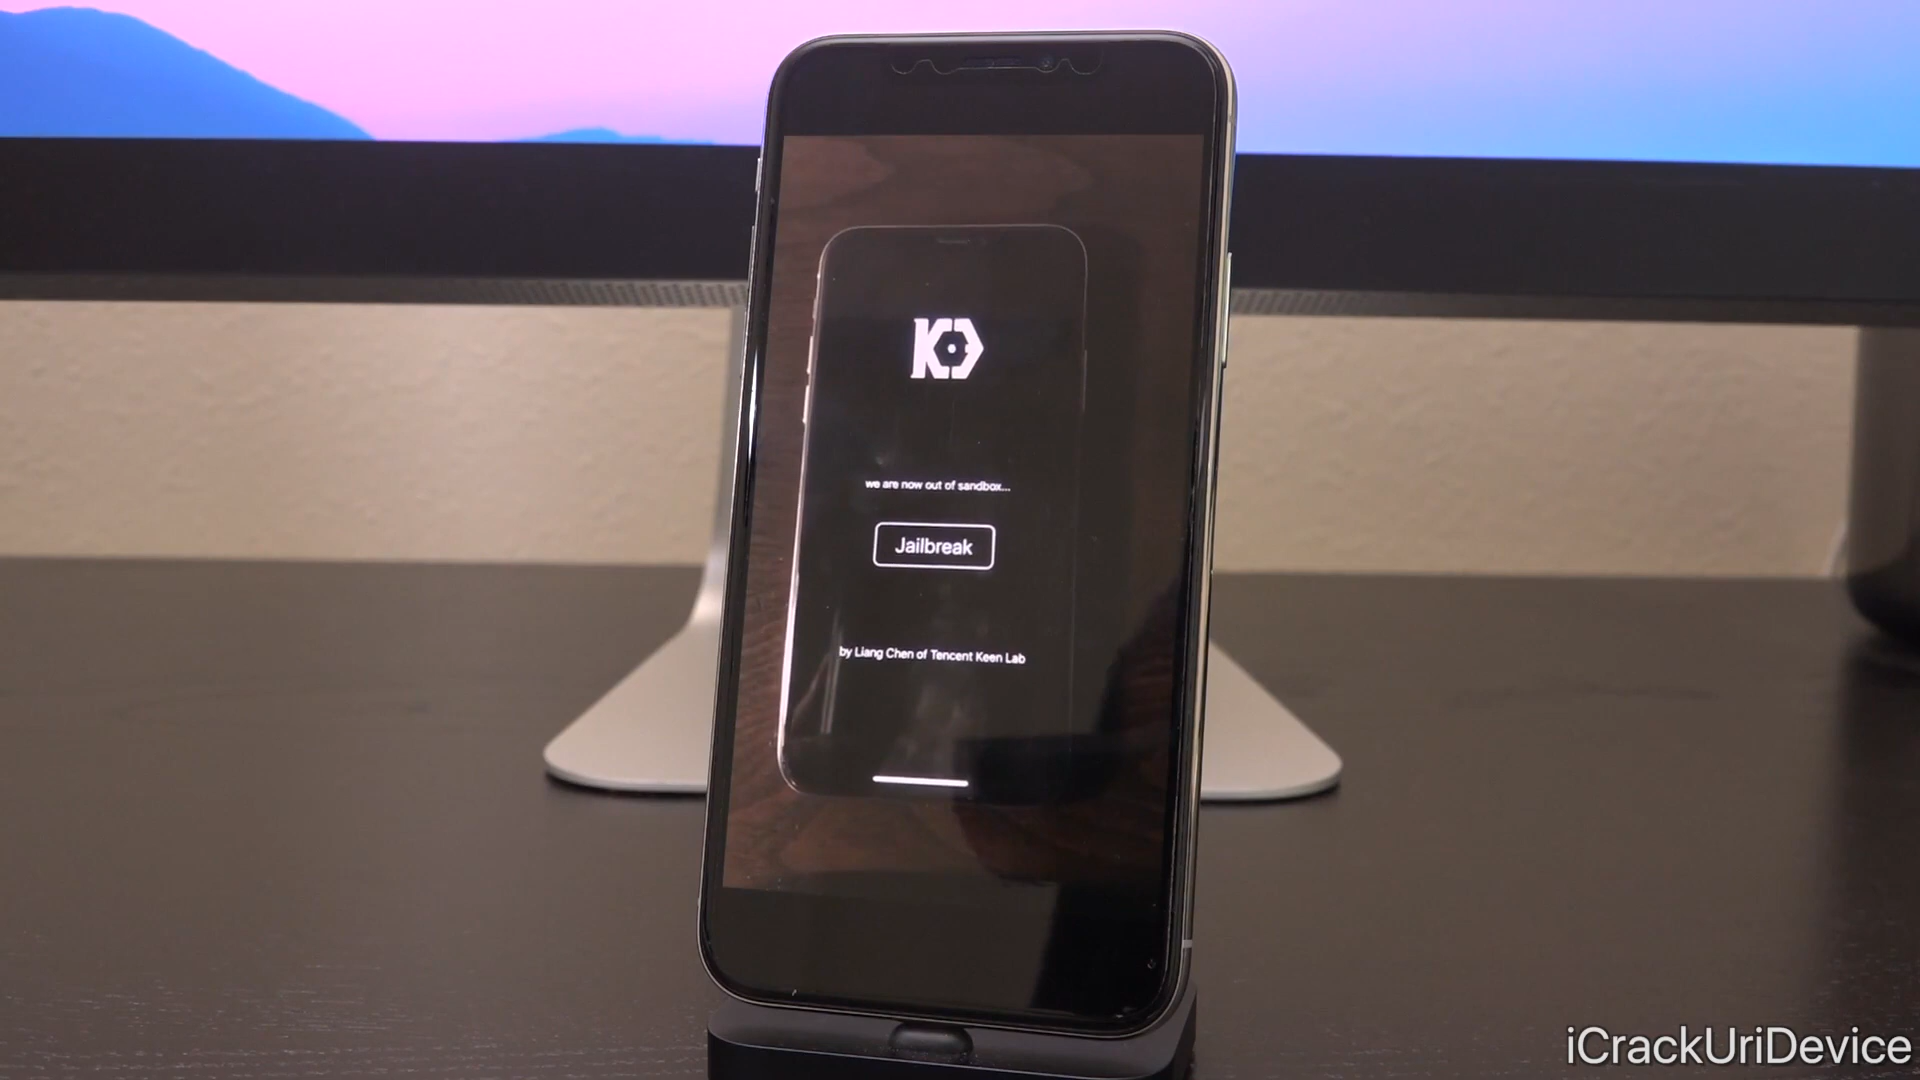 we are now out of sandbox...
Jailbreak
by Liang Chen of Tencent Keen Lab
iCrackUriDevice